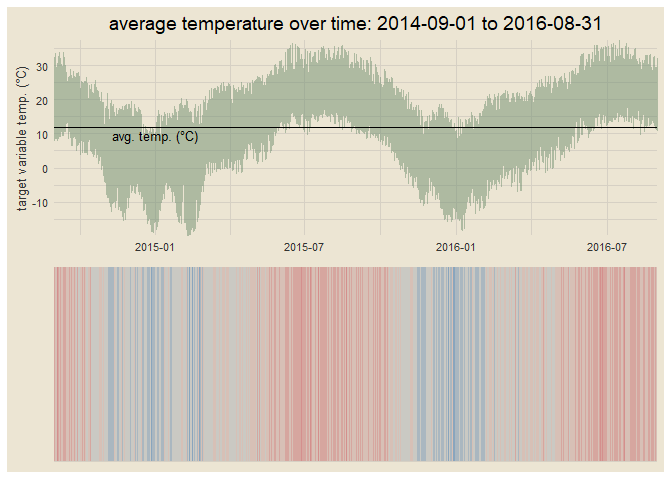 average temperature over time: 2014-09-01 to 2016-08-31
target variable temp. (°C)
30
20
10
0
-10
avg. temp. (°C)
2015-01 2015-07 2016-01 2016-07